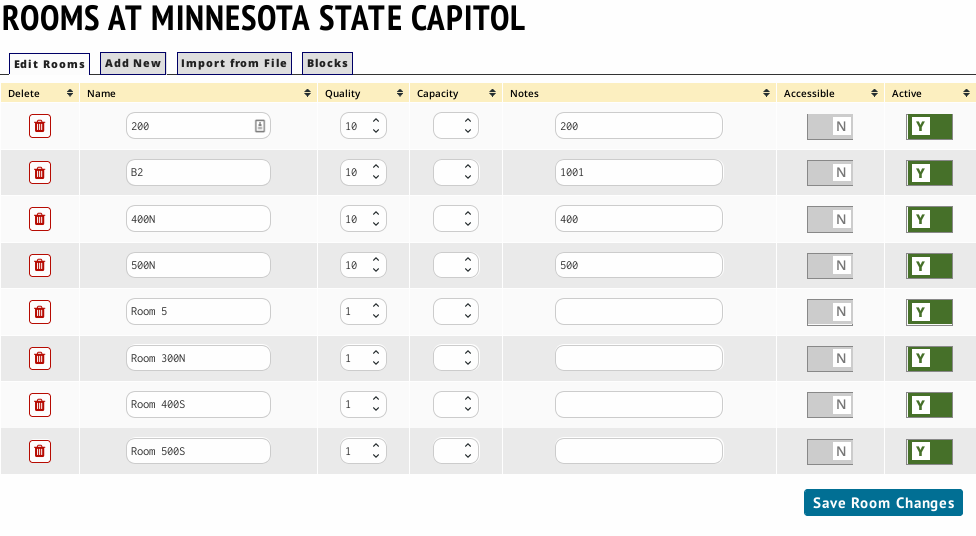 ROOMS AT MINNESOTA STATE CAPITOL
Edit Rooms Add New Import from File Blocks
Delete Name Quality Capacity Notes Accessible Active
200 10 200 N Y
B2 10 1001 N Y
400N 10 400 N Y
500N 10 500 N Y
Room 5 1 N Y
Room 300N 1 N Y
Room 400S 1 N Y
Room 500S 1 N Y
Save Room Changes